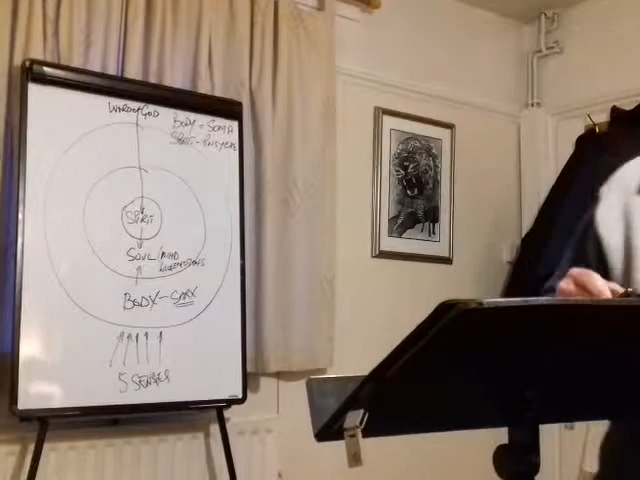 WORD of GOD
BODY = SOMA
SPIRIT
SOUL/MIND
BODY - SARX
5 SENSES